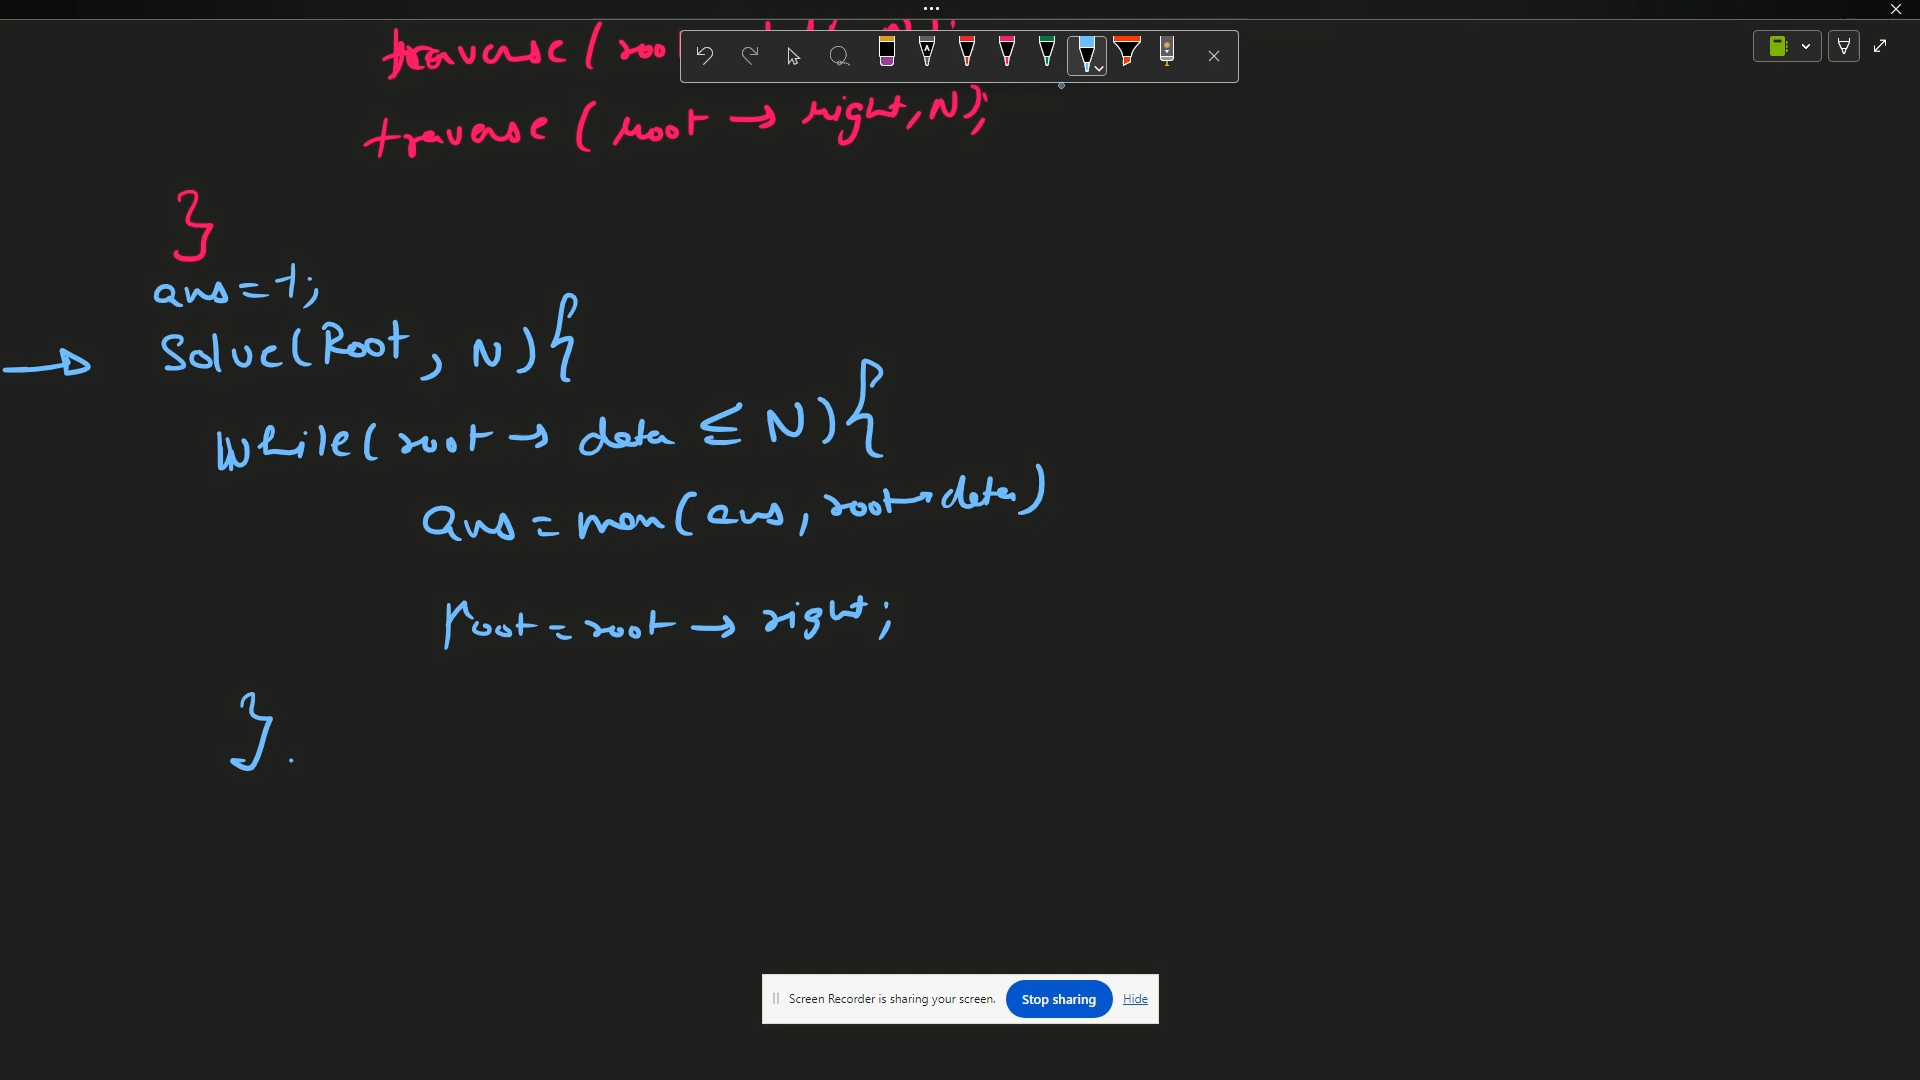 traverse ( roo
traverse ( root → right, N);
}
ans = -1;
Solve(Root, N){
While( root → data ≤ N){
ans = max(ans, root→data)
root = root → right;
}.
Screen Recorder is sharing your screen.
Stop sharing
Hide